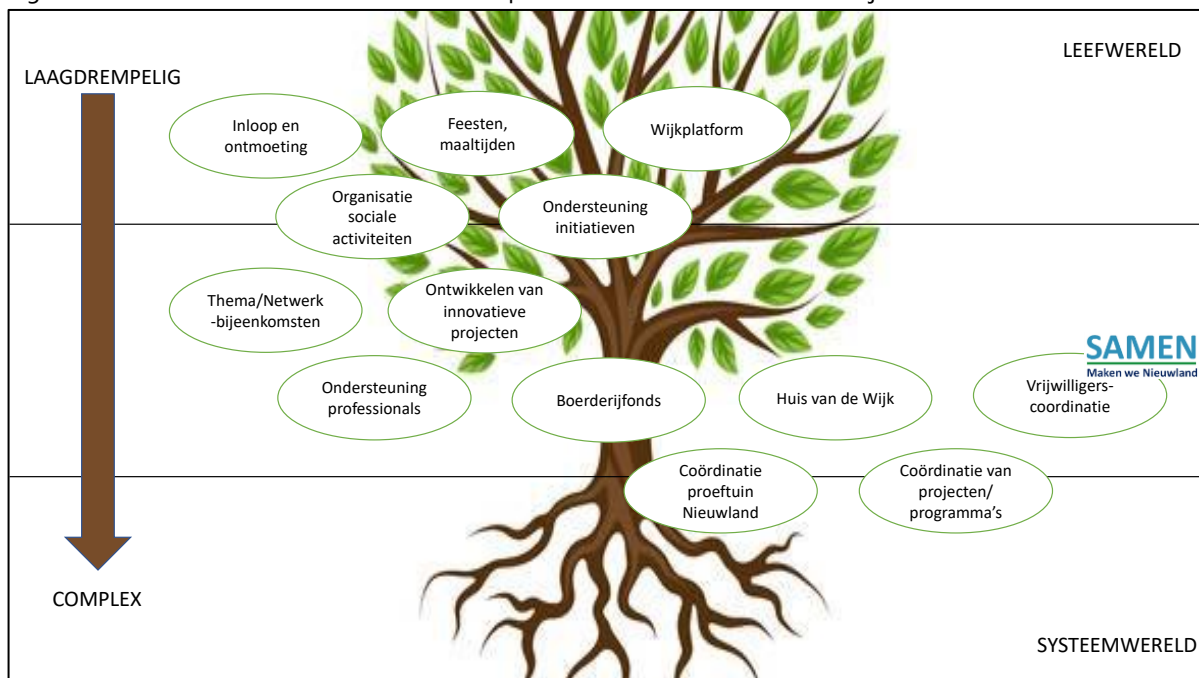 LEEFWERELD
LAAGDREMPELIG
Inloop en
ontmoeting
Feesten,
maaltijden
Wijkplatform
Organisatie
sociale
activiteiten
Ondersteuning
initiatieven
Thema/Netwerk
-bijeenkomsten
Ontwikkelen van
innovatieve
projecten
SAMEN
Maken we Nieuwland
Ondersteuning
professionals
Boerderijfonds
Huis van de Wijk
Vrijwilligers-
coordinatie
Coördinatie
proeftuin
Nieuwland
Coördinatie van
projecten/
programma's
COMPLEX
SYSTEEMWERELD